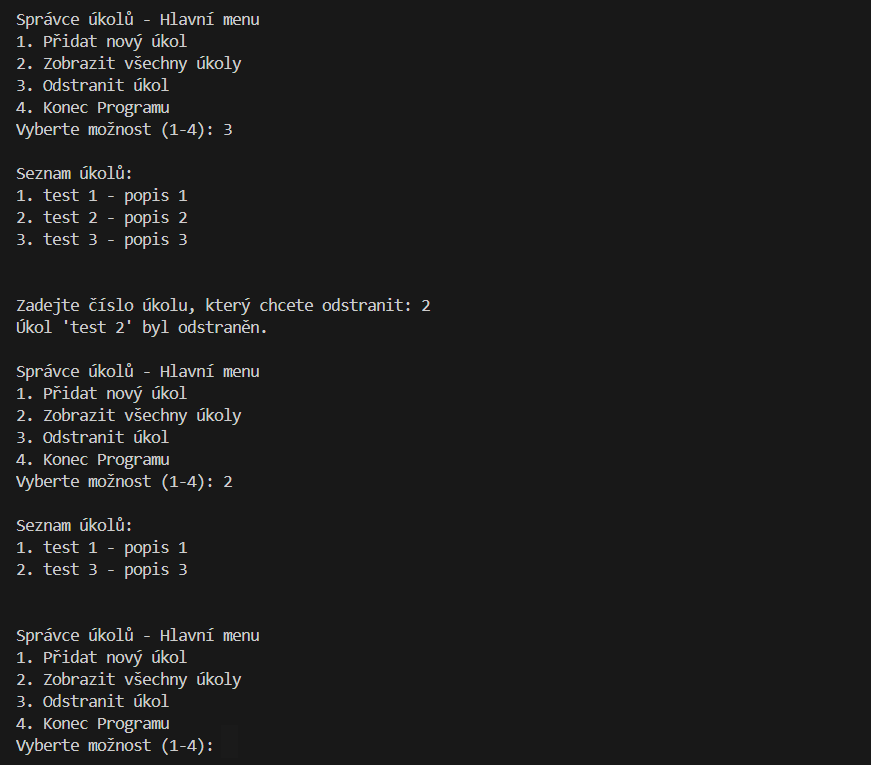 Správce úkolů - Hlavní menu
1. Přidat nový úkol
2. Zobrazit všechny úkoly
3. Odstranit úkol
4. Konec Programu
Vyberte možnost (1-4): 3
Seznam úkolů:
1. test 1 - popis 1
2. test 2 - popis 2
3. test 3 - popis 3
Zadejte číslo úkolu, který chcete odstranit: 2
Úkol 'test 2' byl odstraněn.
Správce úkolů - Hlavní menu
1. Přidat nový úkol
2. Zobrazit všechny úkoly
3. Odstranit úkol
4. Konec Programu
Vyberte možnost (1-4): 2
Seznam úkolů:
1. test 1 - popis 1
2. test 3 - popis 3
Správce úkolů - Hlavní menu
1. Přidat nový úkol
2. Zobrazit všechny úkoly
3. Odstranit úkol
4. Konec Programu
Vyberte možnost (1-4):